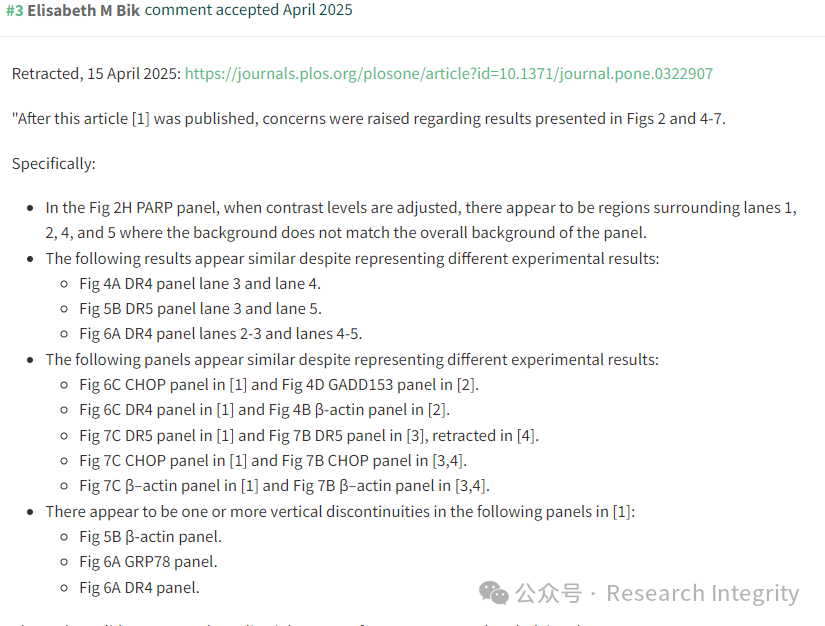 #3 Elisabeth M Bik comment accepted April 2025
Retracted, 15 April 2025: https://journals.plos.org/plosone/article?id=10.1371/journal.pone.0322907
"After this article [1] was published, concerns were raised regarding results presented in Figs 2 and 4-7.
Specifically:
• In the Fig 2H PARP panel, when contrast levels are adjusted, there appear to be regions surrounding lanes 1,
2, 4, and 5 where the background does not match the overall background of the panel.
• The following results appear similar despite representing different experimental results:
○ Fig 4A DR4 panel lane 3 and lane 4.
○ Fig 5B DR5 panel lane 3 and lane 5.
○ Fig 6A DR4 panel lanes 2-3 and lanes 4-5.
• The following panels appear similar despite representing different experimental results:
○ Fig 6C CHOP panel in [1] and Fig 4D GADD153 panel in [2].
○ Fig 6C DR4 panel in [1] and Fig 4B β-actin panel in [2].
○ Fig 7C DR5 panel in [1] and Fig 7B DR5 panel in [3], retracted in [4].
○ Fig 7C CHOP panel in [1] and Fig 7B CHOP panel in [3,4].
○ Fig 7C β–actin panel in [1] and Fig 7B β–actin panel in [3,4].
• There appear to be one or more vertical discontinuities in the following panels in [1]:
○ Fig 5B β-actin panel.
○ Fig 6A GRP78 panel.
○ Fig 6A DR4 panel.
公众号 · Research Integrity